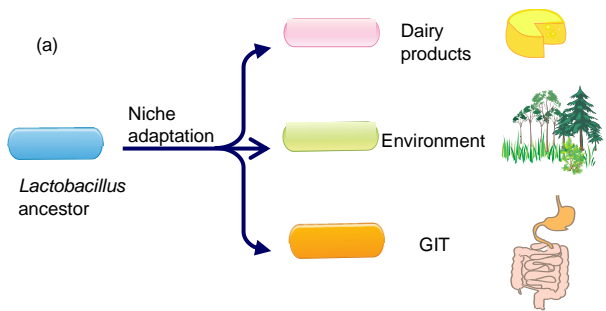 (a)
Dairy
products
Niche
adaptation
Environment
Lactobacillus
ancestor
GIT